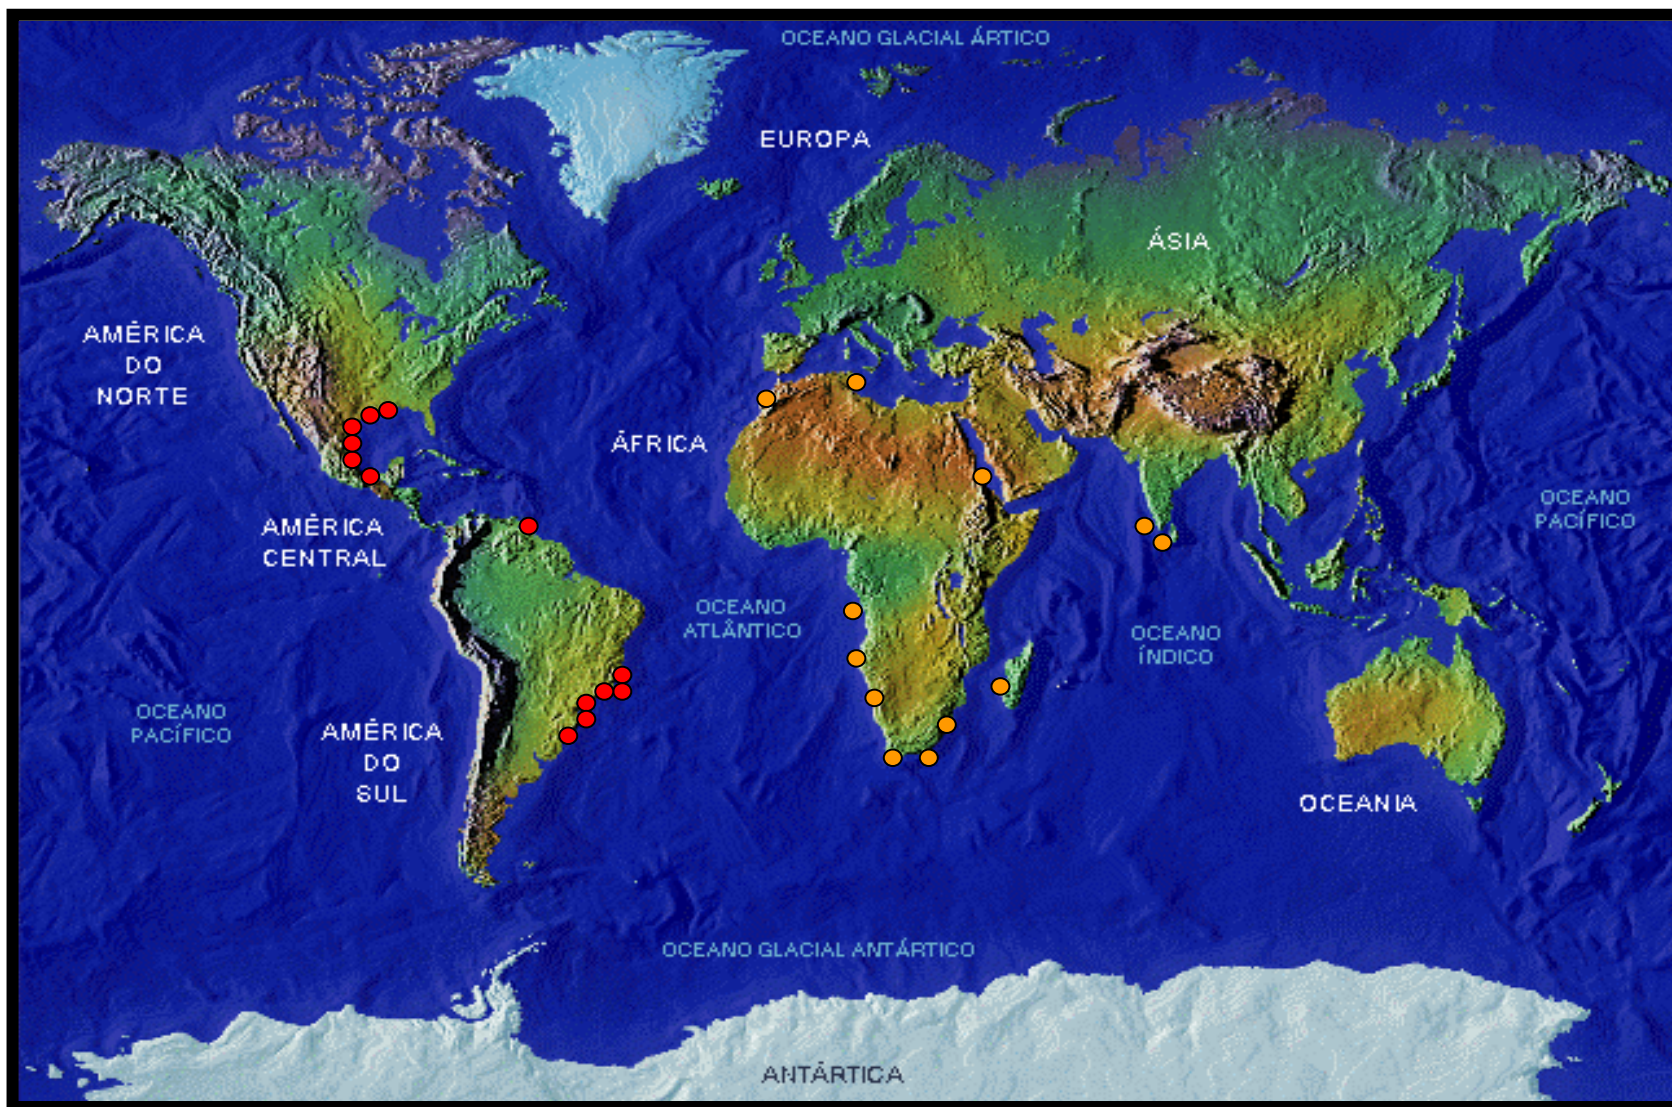 OCEANO GLACIAL ÁRTICO
EUROPA
ÁSIA
AMÉRICA
DO
NORTE
ÁFRICA
OCEANO
PACÍFICO
AMÉRICA
CENTRAL
OCEANO
ATLÂNTICO
OCEANO
ÍNDICO
OCEANO
PACÍFICO
AMÉRICA
DO
SUL
OCEANIA
OCEANO GLACIAL ANTÁRTICO
ANTÁRTICA